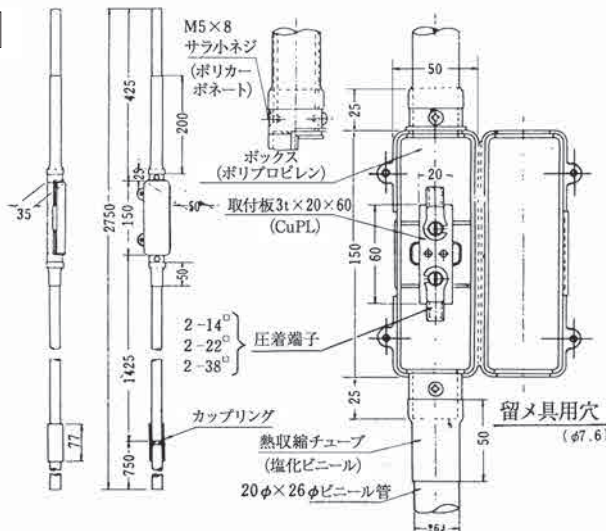 M5×8
サラ小ネジ
(ポリカー
ボネート)
425
200
2750
25
35
150
50
50
1425
77
750
2-14□
2-22□
2-38□
カップリング
50
25
ボックス
(ポリプロピレン)
20
取付板3t×20×60
(CuPL)
150
60
圧着端子
25
熱収縮チューブ
(塩化ビニール)
50
20φ×26φビニール管
留メ具用穴
(φ7.6)